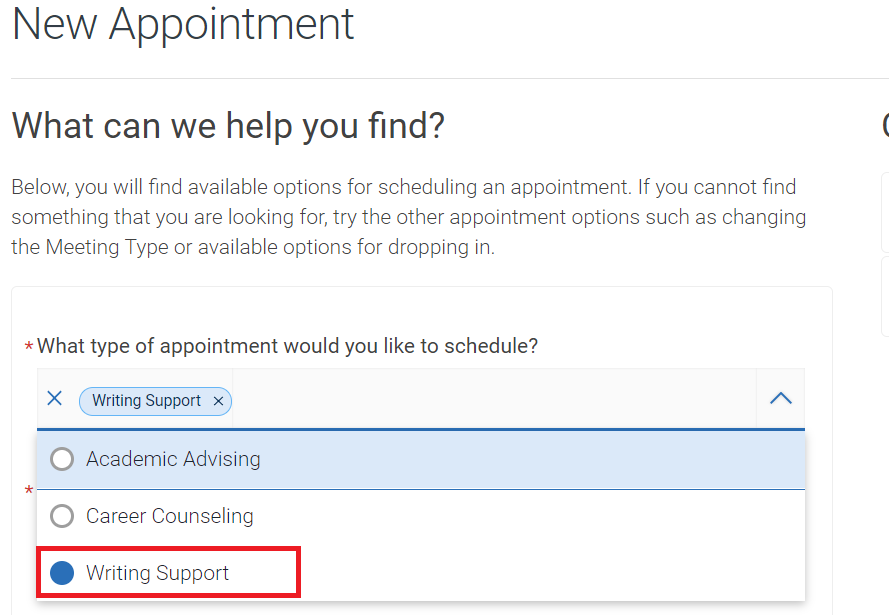 New Appointment
What can we help you find?
Below, you will find available options for scheduling an appointment. If you cannot find
something that you are looking for, try the other appointment options such as changing
the Meeting Type or available options for dropping in.
*What type of appointment would you like to schedule?
Writing Support
Academic Advising
*
Career Counseling
Writing Support